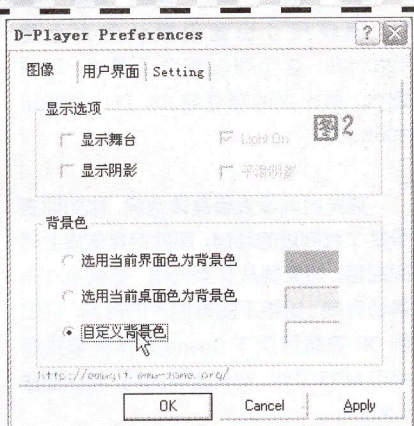 D-Player Preferences
图像 用户界面 Setting
显示选项
显示舞台 Light On 图2
显示阴影 平滑阴影
背景色
选用当前界面色为背景色
选用当前桌面色为背景色
自定义背景色
OK Cancel Apply